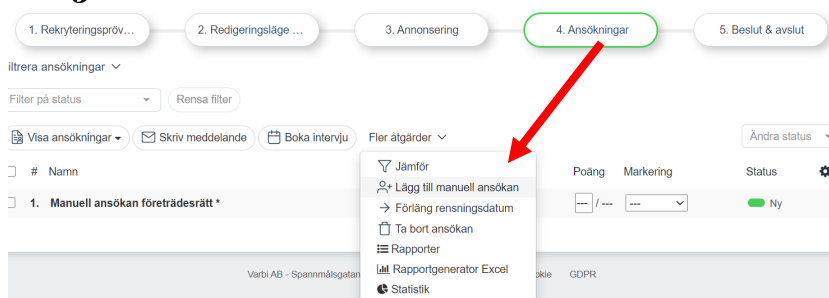 1. Rekryteringspröv... 2. Redigeringsläge ... 3. Annonsering 4. Ansökningar 5. Beslut & avslut
iltrera ansökningar
Filter på status Rensa filter
Visa ansökningar Skriv meddelande Boka intervju Fler åtgärder Ändra status
# Namn Poäng Markering Status
1. Manuell ansökan företrädesrätt * --- / --- --- Ny
Jämför
Lägg till manuell ansökan
Förläng rensningsdatum
Ta bort ansökan
Rapporter
Rapportgenerator Excel
Statistik
Varbi AB - Spannmålsgatan okie GDPR